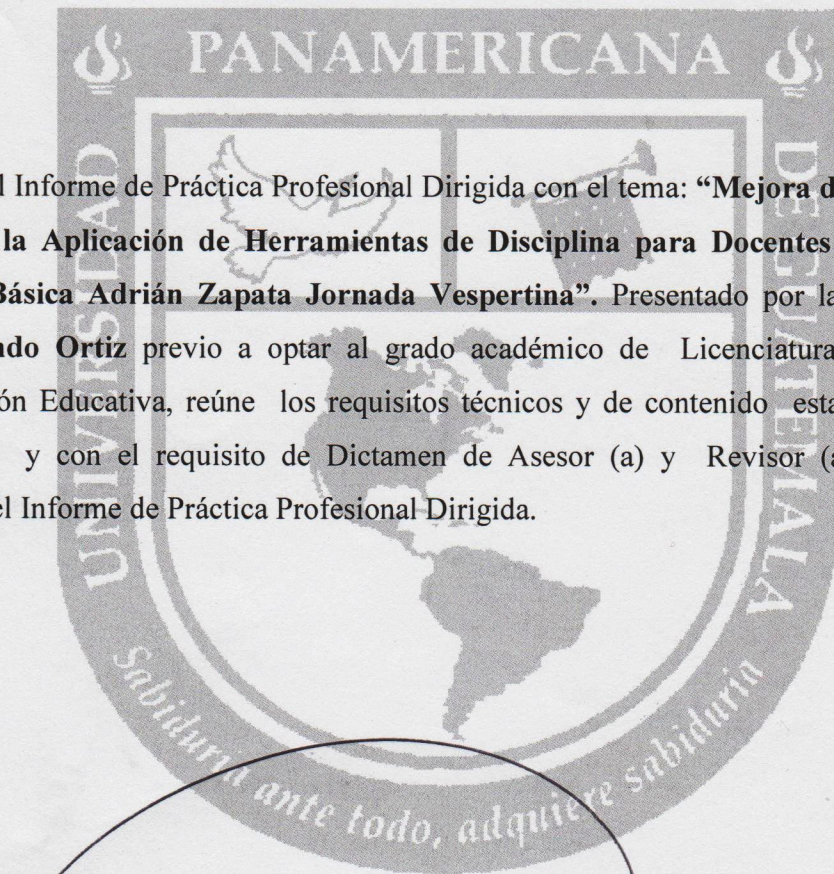 PANAMERICANA
UNIVERSIDAD
DE GUATEMALA
l Informe de Práctica Profesional Dirigida con el tema: “Mejora d
la Aplicación de Herramientas de Disciplina para Docentes
Básica Adrián Zapata Jornada Vespertina”. Presentado por la
ndo Ortiz previo a optar al grado académico de Licenciatura
ón Educativa, reúne los requisitos técnicos y de contenido esta
y con el requisito de Dictamen de Asesor (a) y Revisor (a
el Informe de Práctica Profesional Dirigida.
Sabiduría ante todo, adquiere sabiduría